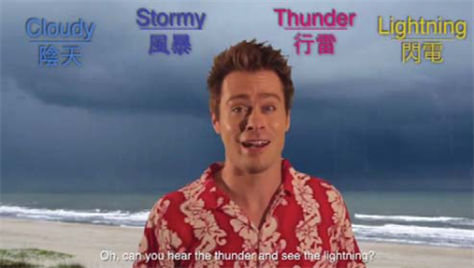 Cloudy
陰天
Stormy
風暴
Thunder
行雷
Lightning
閃電
Oh, can you hear the thunder and see the lightning?